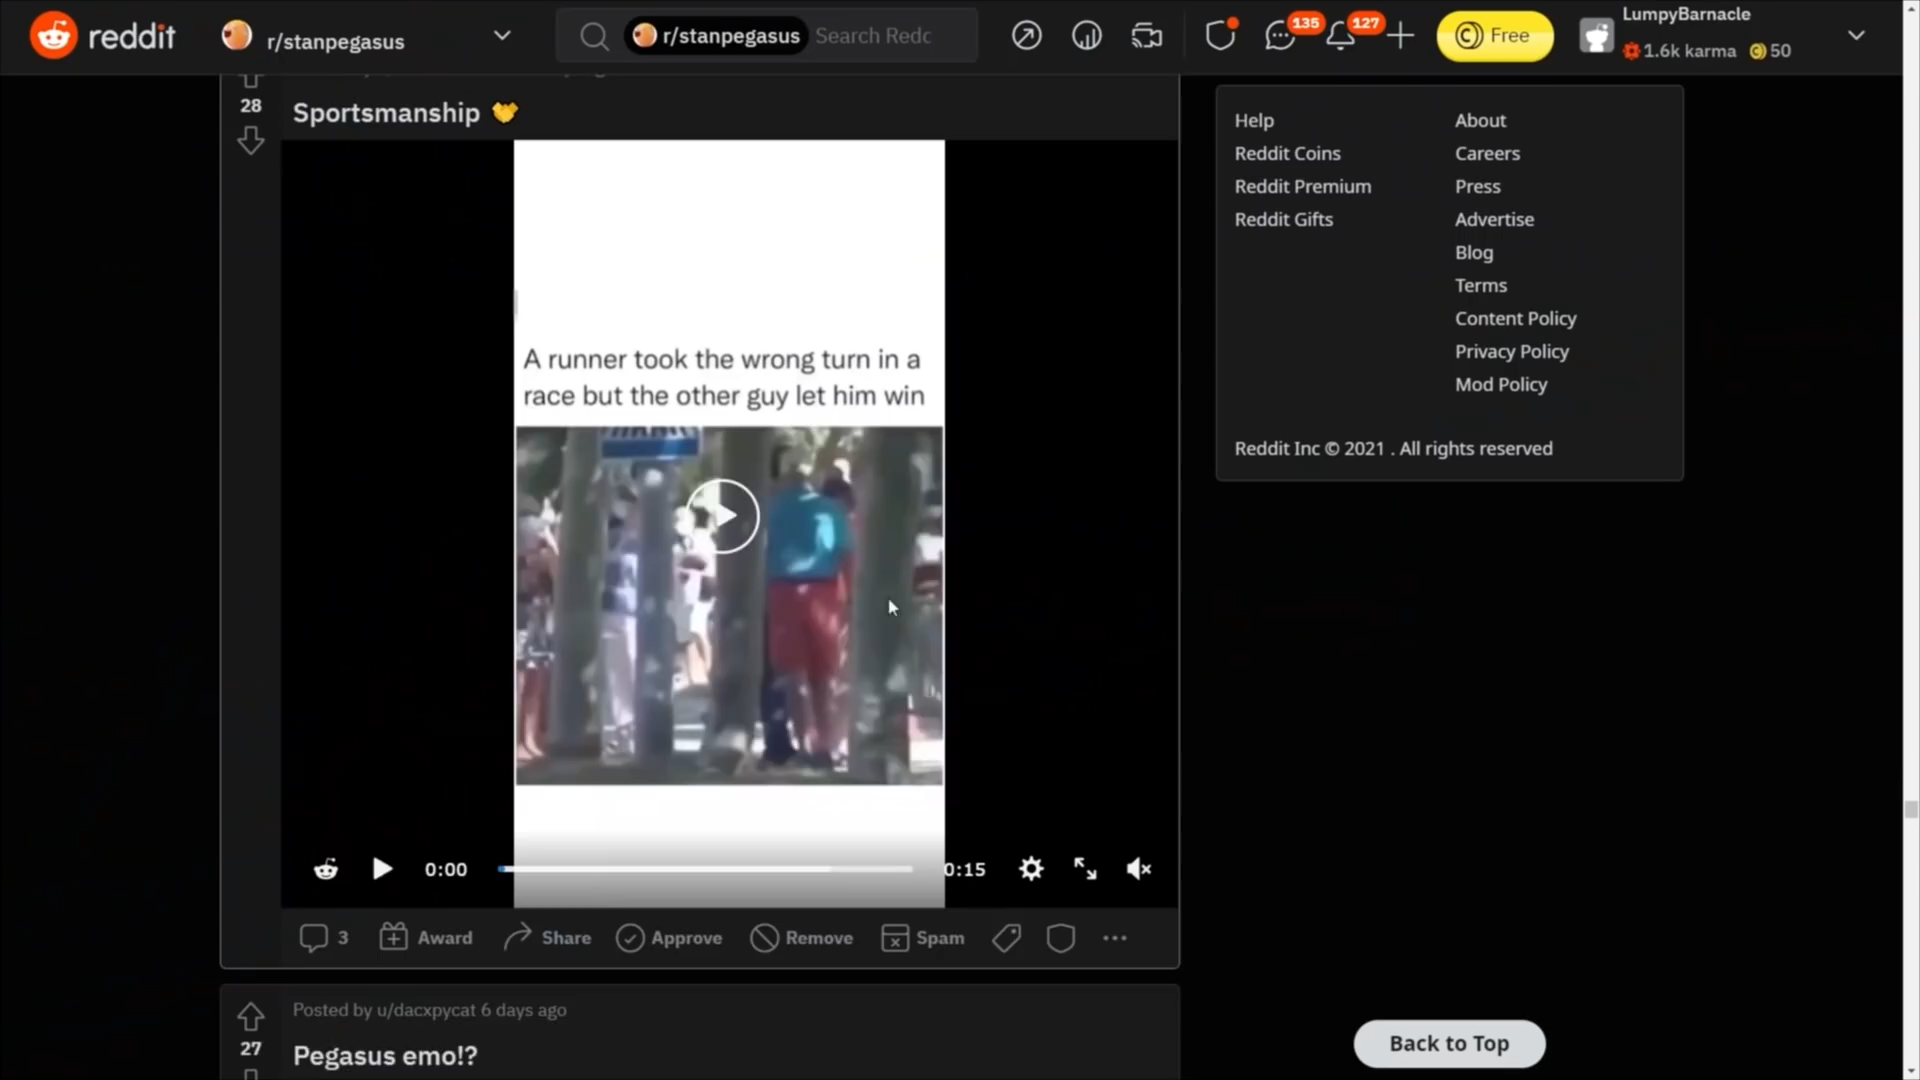 reddit
r/stanpegasus
r/stanpegasus
Search Redc
135
127
Free
LumpyBarnacle
1.6k karma
50
28
Sportsmanship
A runner took the wrong turn in a
race but the other guy let him win
0:00
0:15
3
Award
Share
Approve
Remove
Spam
Posted by u/dacxpycat 6 days ago
27
Pegasus emo!?
Help
Reddit Coins
Reddit Premium
Reddit Gifts
About
Careers
Press
Advertise
Blog
Terms
Content Policy
Privacy Policy
Mod Policy
Reddit Inc © 2021 . All rights reserved
Back to Top